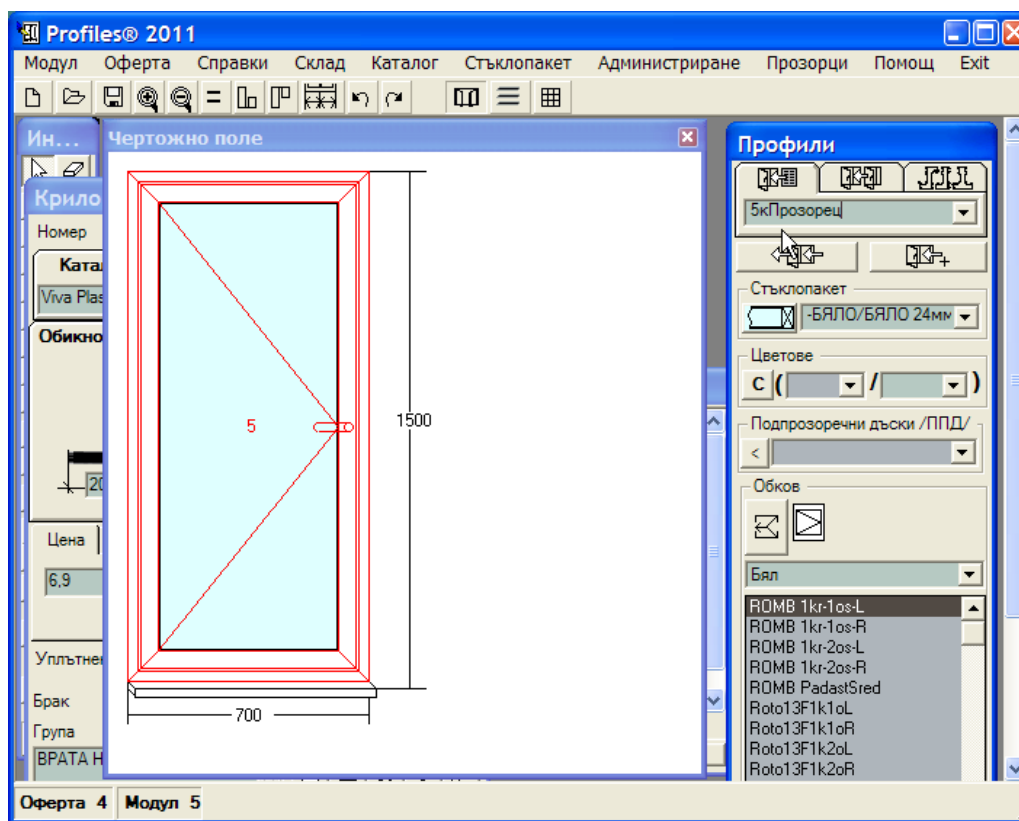 Profiles® 2011
Модул Оферта Справки Склад Каталог Стъклопакет Администриране Прозорци Помощ Exit
Ин...
Крило
Номер
Ката
Viva Plas
Обикно
20
Цена
6,9
Уплътне
Брак
Група
ВРАТА Н
Чертожно поле
5
1500
700
Профили
5кПрозорец
Стъклопакет
-БЯЛО/БЯЛО 24мм
Цветове
C ( / )
Подпрозоречни дъски /ППД/
<
Обков
Бял
ROMB 1kr-1os-L
ROMB 1kr-1os-R
ROMB 1kr-2os-L
ROMB 1kr-2os-R
ROMB PadastSred
Roto13F1k1oL
Roto13F1k1oR
Roto13F1k2oL
Roto13F1k2oR
Оферта 4 Модул 5